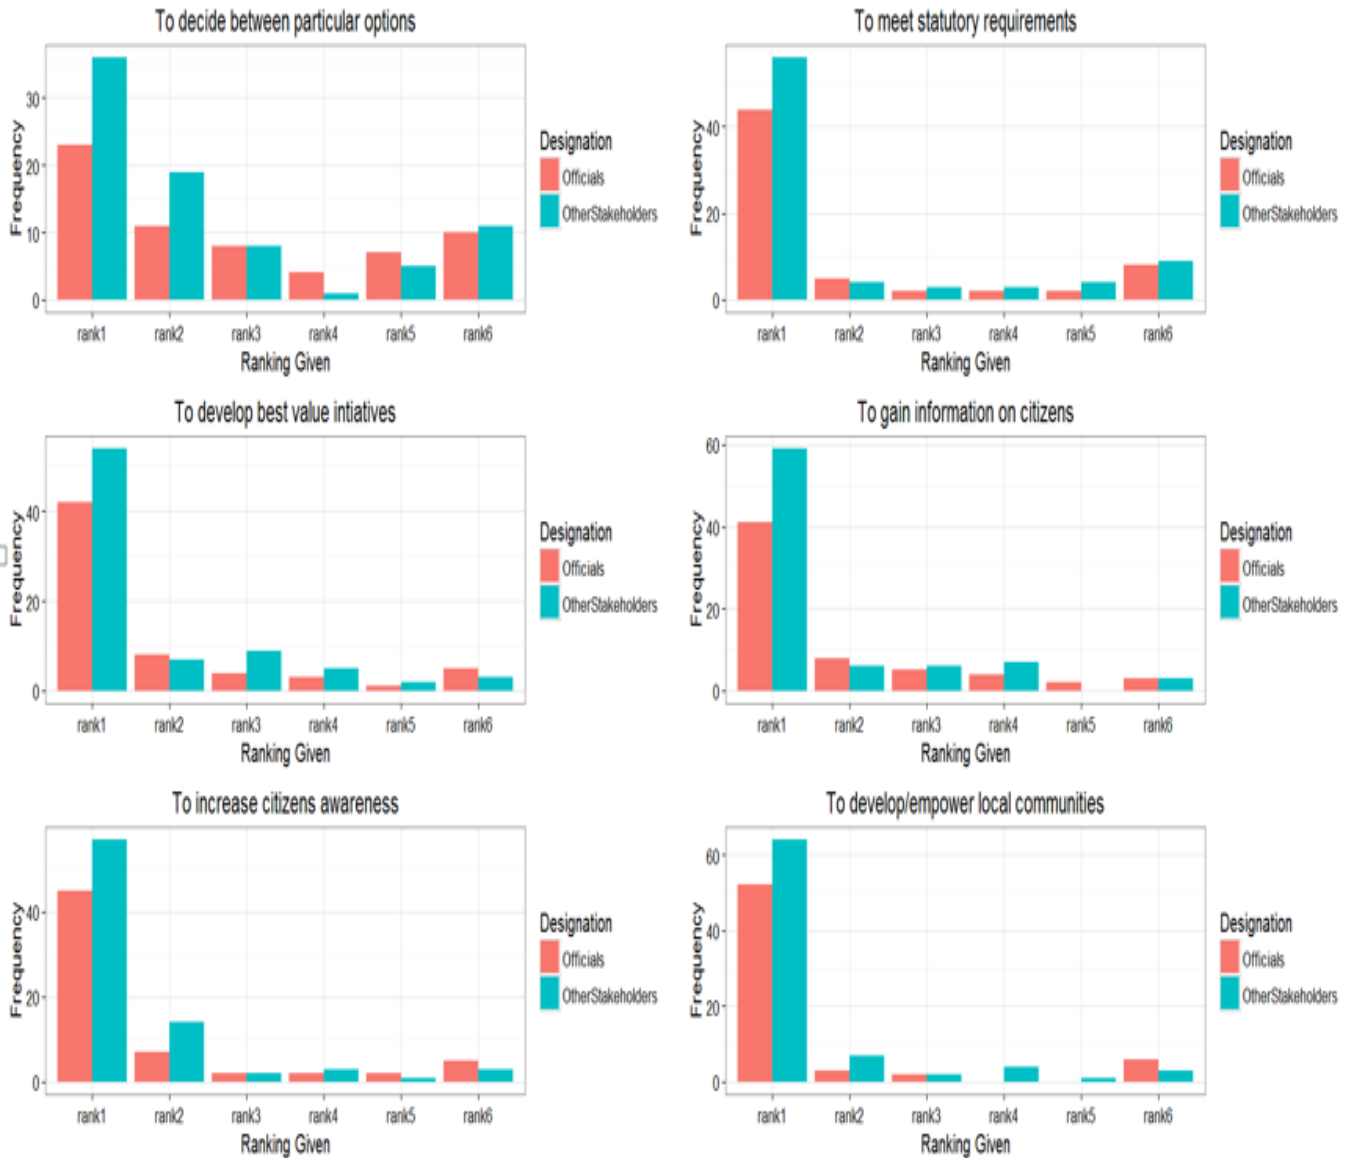 To decide between particular options
Frequency
30
20
10
0
rank1 rank2 rank3 rank4 rank5 rank6
Ranking Given
Designation
Officials
OtherStakeholders
To meet statutory requirements
Frequency
40
20
0
rank1 rank2 rank3 rank4 rank5 rank6
Ranking Given
Designation
Officials
OtherStakeholders
To develop best value intiatives
Frequency
40
20
0
rank1 rank2 rank3 rank4 rank5 rank6
Ranking Given
Designation
Officials
OtherStakeholders
To gain information on citizens
Frequency
60
40
20
0
rank1 rank2 rank3 rank4 rank5 rank6
Ranking Given
Designation
Officials
OtherStakeholders
To increase citizens awareness
Frequency
40
20
0
rank1 rank2 rank3 rank4 rank5 rank6
Ranking Given
Designation
Officials
OtherStakeholders
To develop/empower local communities
Frequency
60
40
20
0
rank1 rank2 rank3 rank4 rank5 rank6
Ranking Given
Designation
Officials
OtherStakeholders